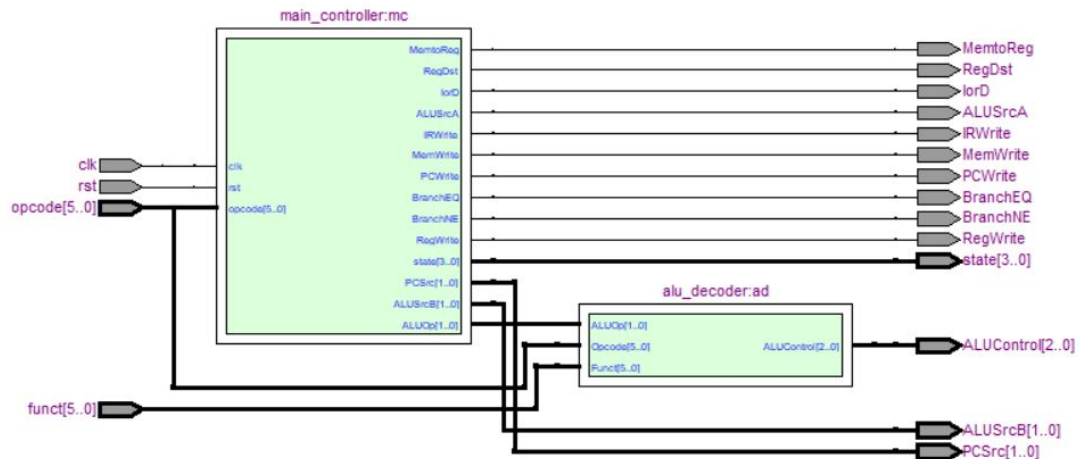 main_controller:mc
clk
rst
opcode[5..0]
clk
rst
opcode[5..0]
MemtoReg
RegDst
IorD
ALUSrcA
IRWrite
MemWrite
PCWrite
BranchEQ
BranchNE
RegWrite
state[3..0]
PCSrc[1..0]
ALUSrcB[1..0]
ALUOp[1..0]
MemtoReg
RegDst
IorD
ALUSrcA
IRWrite
MemWrite
PCWrite
BranchEQ
BranchNE
RegWrite
state[3..0]
alu_decoder:ad
ALUOp[1..0]
Opcode[5..0]
Funct[5..0]
ALUControl[2..0]
ALUControl[2..0]
funct[5..0]
ALUSrcB[1..0]
PCSrc[1..0]